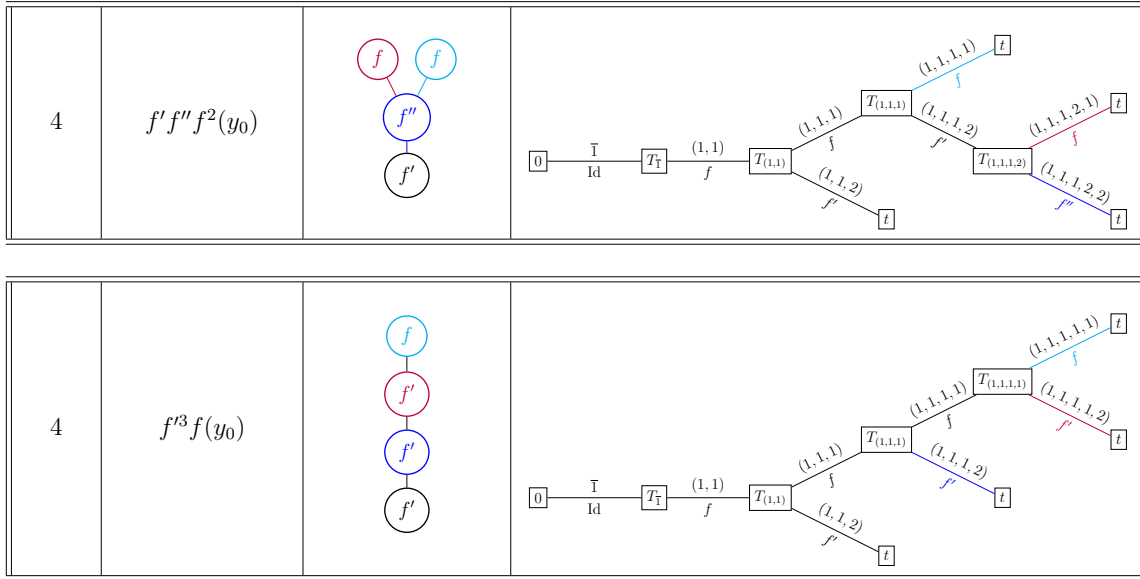 4
f′f″f²(y₀)
f f
f″
f′
0 1̅ Id T_1̅ (1,1) f T_(1,1) (1,1,1) f T_(1,1,1) (1,1,1,1) f t
(1,1,2) f′ t
(1,1,1,2) f′ T_(1,1,1,2) (1,1,1,2,1) f t
(1,1,1,2,2) f″ t
4
f′³f(y₀)
f
f′
f′
f′
0 1̅ Id T_1̅ (1,1) f T_(1,1) (1,1,1) f T_(1,1,1) (1,1,1,1) f T_(1,1,1,1) (1,1,1,1,1) f t
(1,1,2) f′ t
(1,1,1,2) f′ t
(1,1,1,1,2) f′ t